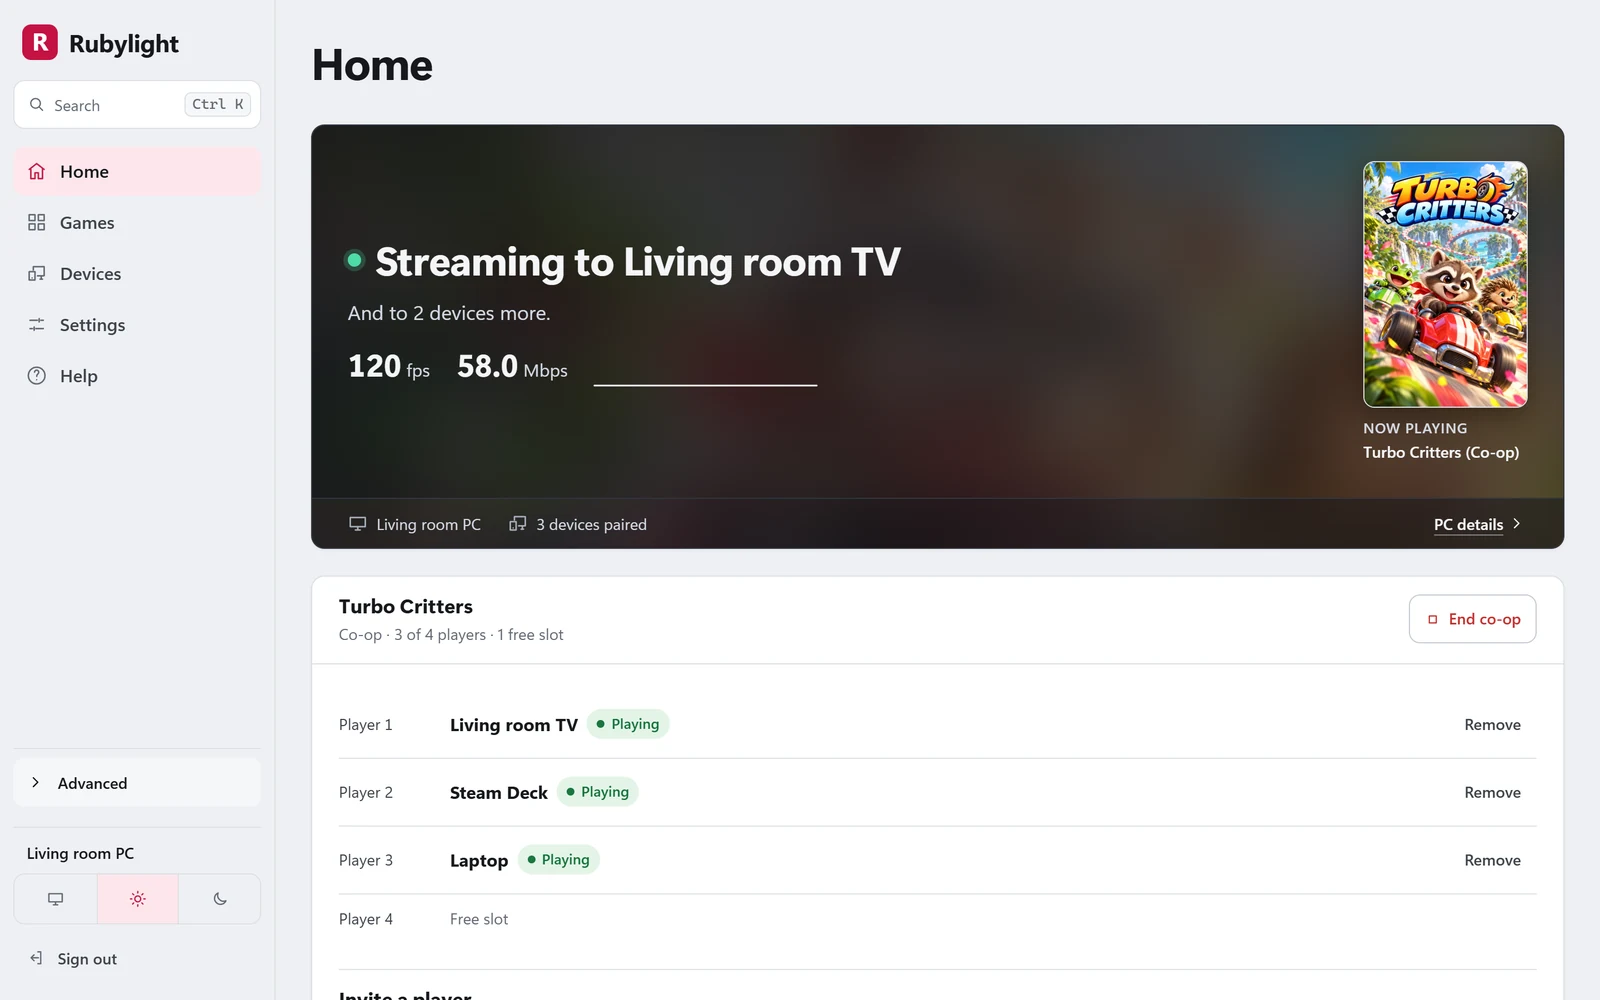 R Rubylight
Search Ctrl K
Home
Games
Devices
Settings
Help
Advanced
Living room PC
Sign out
Home
Streaming to Living room TV
And to 2 devices more.
120 fps 58.0 Mbps
TURBO
CRITTERS
NOW PLAYING
Turbo Critters (Co-op)
Living room PC 3 devices paired PC details
Turbo Critters
Co-op · 3 of 4 players · 1 free slot
End co-op
Player 1 Living room TV Playing Remove
Player 2 Steam Deck Playing Remove
Player 3 Laptop Playing Remove
Player 4 Free slot
Invite a player